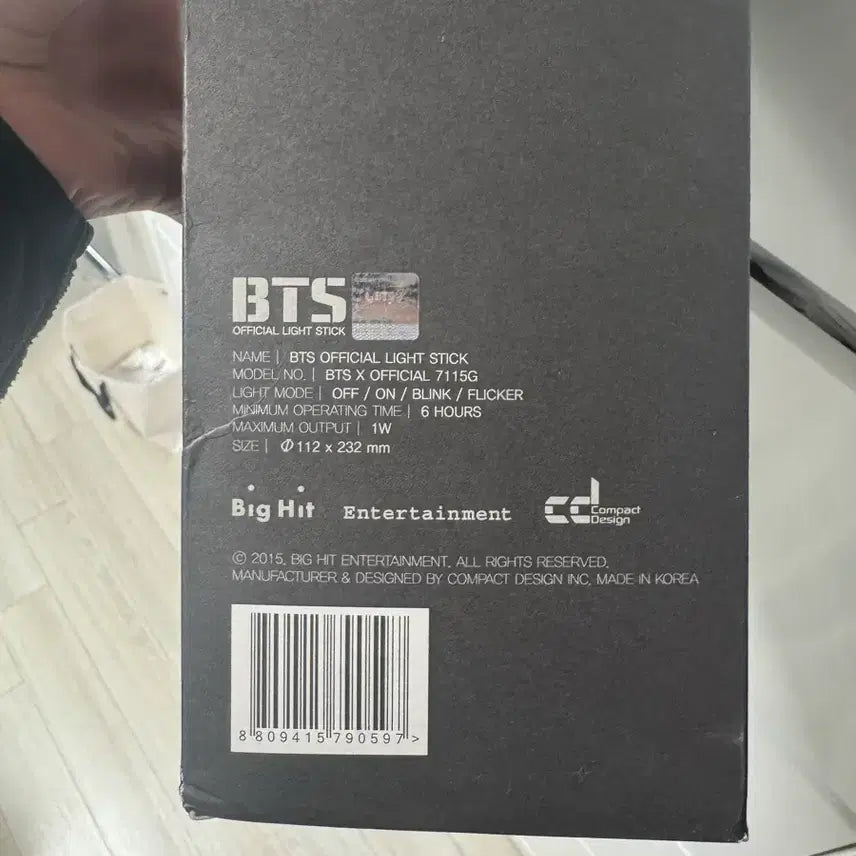 BTS
OFFICIAL LIGHT STICK
NAME | BTS OFFICIAL LIGHT STICK
MODEL NO. | BTS X OFFICIAL 7115G
LIGHT MODE | OFF / ON / BLINK / FLICKER
MINIMUM OPERATING TIME | 6 HOURS
MAXIMUM OUTPUT | 1W
SIZE | Φ 112 x 232 mm
Big Hit Entertainment cd Compact Design
© 2015. BIG HIT ENTERTAINMENT. ALL RIGHTS RESERVED.
MANUFACTURER & DESIGNED BY COMPACT DESIGN INC. MADE IN KOREA
8 809415 790597 >